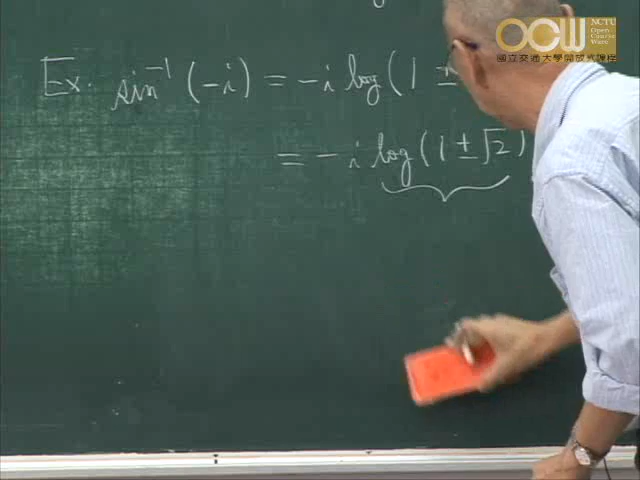 OCW NCTU
Open
Course
Ware
國立交通大學開放式課程
Ex. sin⁻¹(-i) = -i log(1 ±
= -i log(1 ± √2)